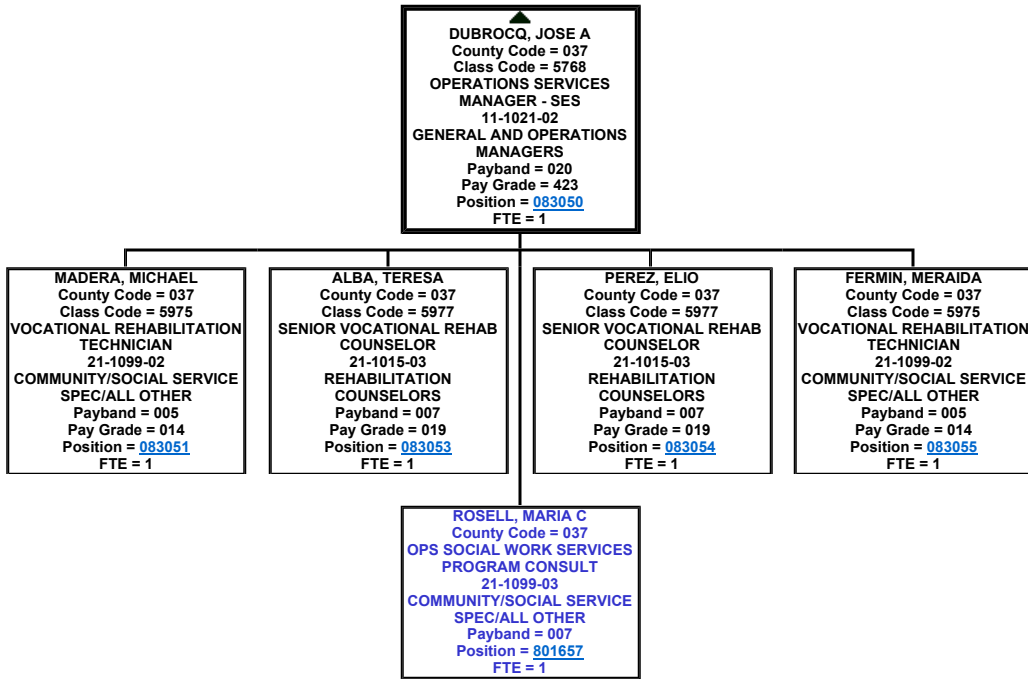 DUBROCQ, JOSE A
County Code = 037
Class Code = 5768
OPERATIONS SERVICES
MANAGER - SES
11-1021-02
GENERAL AND OPERATIONS
MANAGERS
Payband = 020
Pay Grade = 423
Position = 083050
FTE = 1
MADERA, MICHAEL
County Code = 037
Class Code = 5975
VOCATIONAL REHABILITATION
TECHNICIAN
21-1099-02
COMMUNITY/SOCIAL SERVICE
SPEC/ALL OTHER
Payband = 005
Pay Grade = 014
Position = 083051
FTE = 1
ALBA, TERESA
County Code = 037
Class Code = 5977
SENIOR VOCATIONAL REHAB
COUNSELOR
21-1015-03
REHABILITATION
COUNSELORS
Payband = 007
Pay Grade = 019
Position = 083053
FTE = 1
PEREZ, ELIO
County Code = 037
Class Code = 5977
SENIOR VOCATIONAL REHAB
COUNSELOR
21-1015-03
REHABILITATION
COUNSELORS
Payband = 007
Pay Grade = 019
Position = 083054
FTE = 1
FERMIN, MERAIDA
County Code = 037
Class Code = 5975
VOCATIONAL REHABILITATION
TECHNICIAN
21-1099-02
COMMUNITY/SOCIAL SERVICE
SPEC/ALL OTHER
Payband = 005
Pay Grade = 014
Position = 083055
FTE = 1
ROSELL, MARIA C
County Code = 037
OPS SOCIAL WORK SERVICES
PROGRAM CONSULT
21-1099-03
COMMUNITY/SOCIAL SERVICE
SPEC/ALL OTHER
Payband = 007
Position = 801657
FTE = 1